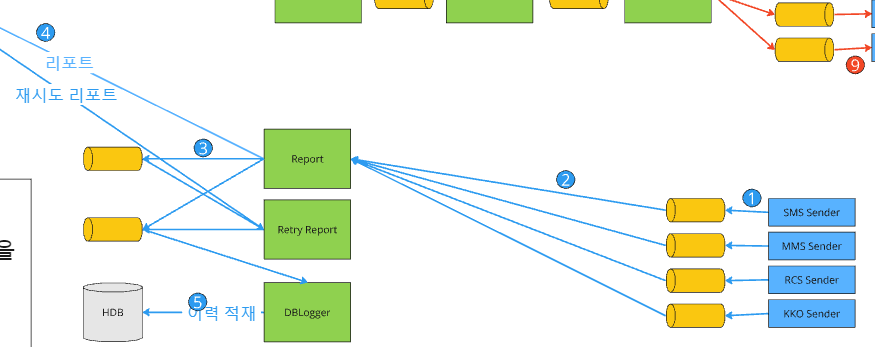 4
리포트
9
재시도 리포트
3
Report
2
1
SMS Sender
Retry Report
MMS Sender
RCS Sender
5
HDB
이력 적재
DBLogger
KKO Sender